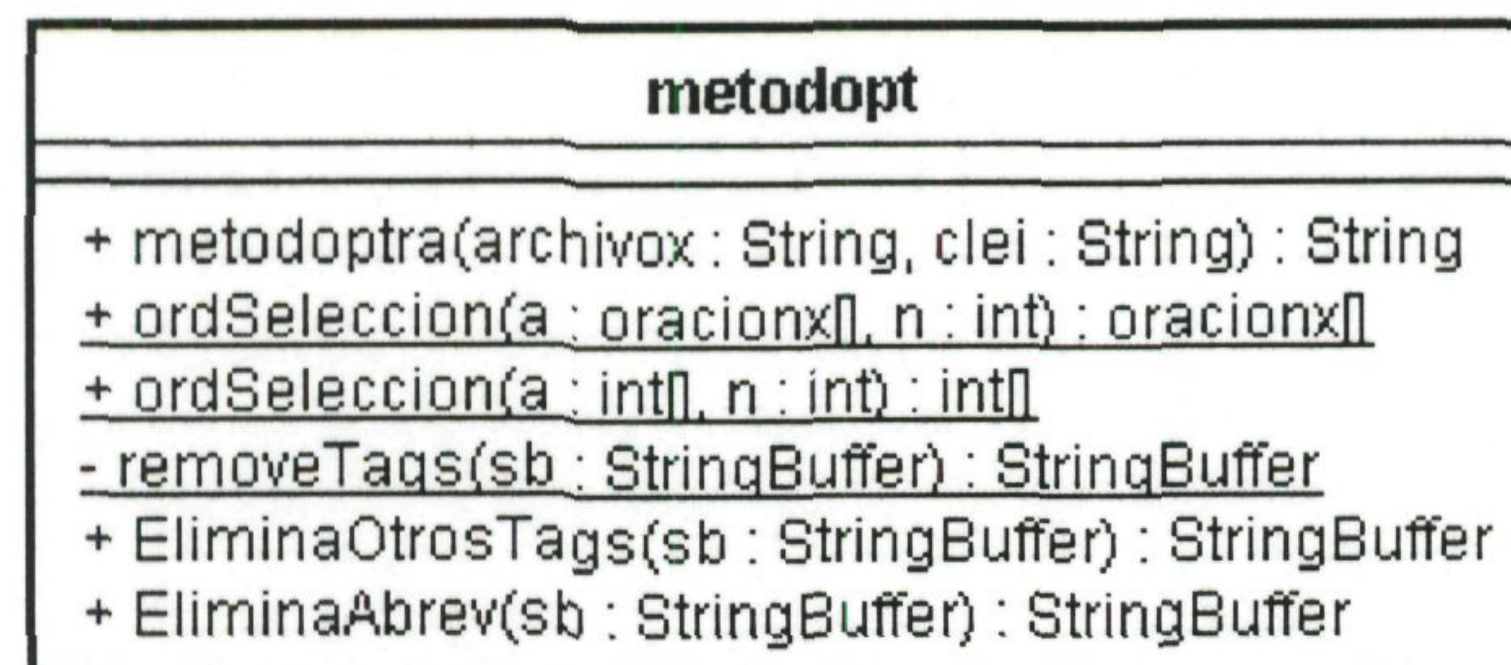 metodopt
+ metodoptra(archivox : String, clei : String) : String
+ ordSeleccion(a : oracionx[], n : int) : oracionx[]
+ ordSeleccion(a : int[], n : int) : int[]
- removeTags(sb : StringBuffer) : StringBuffer
+ EliminaOtrosTags(sb : StringBuffer) : StringBuffer
+ EliminaAbrev(sb : StringBuffer) : StringBuffer